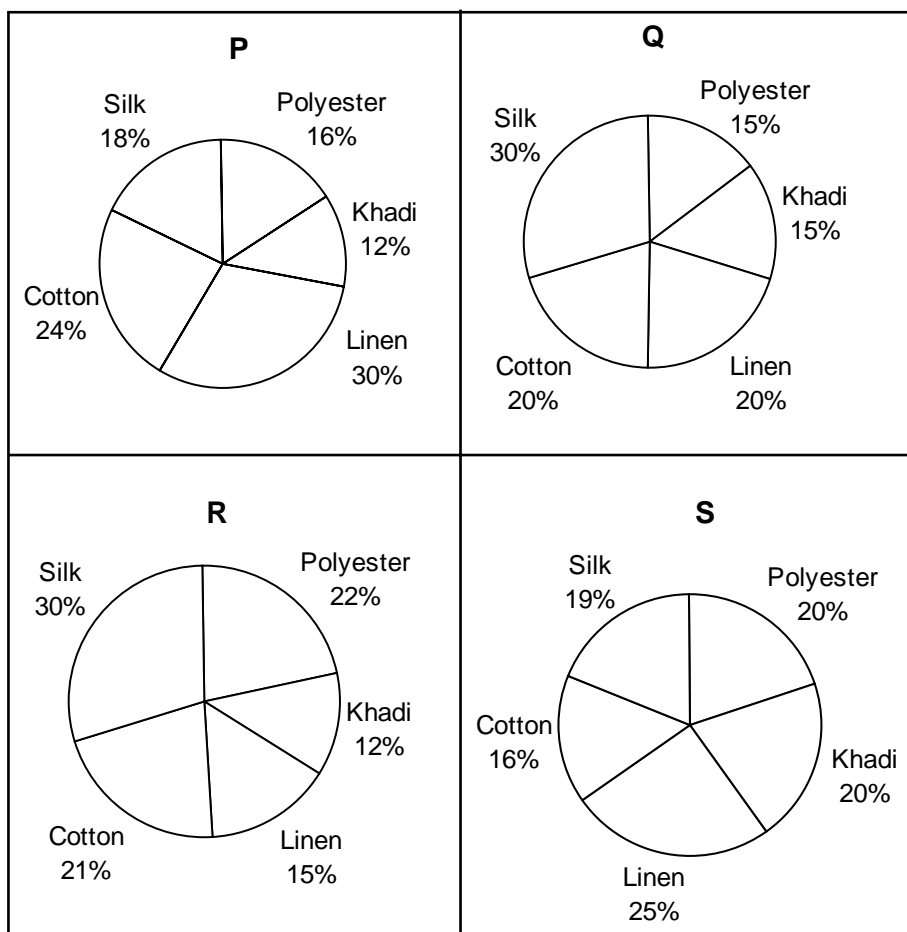 P
Silk
18%
Polyester
16%
Khadi
12%
Linen
30%
Cotton
24%
Q
Silk
30%
Polyester
15%
Khadi
15%
Linen
20%
Cotton
20%
R
Silk
30%
Polyester
22%
Khadi
12%
Linen
15%
Cotton
21%
S
Silk
19%
Polyester
20%
Khadi
20%
Linen
25%
Cotton
16%